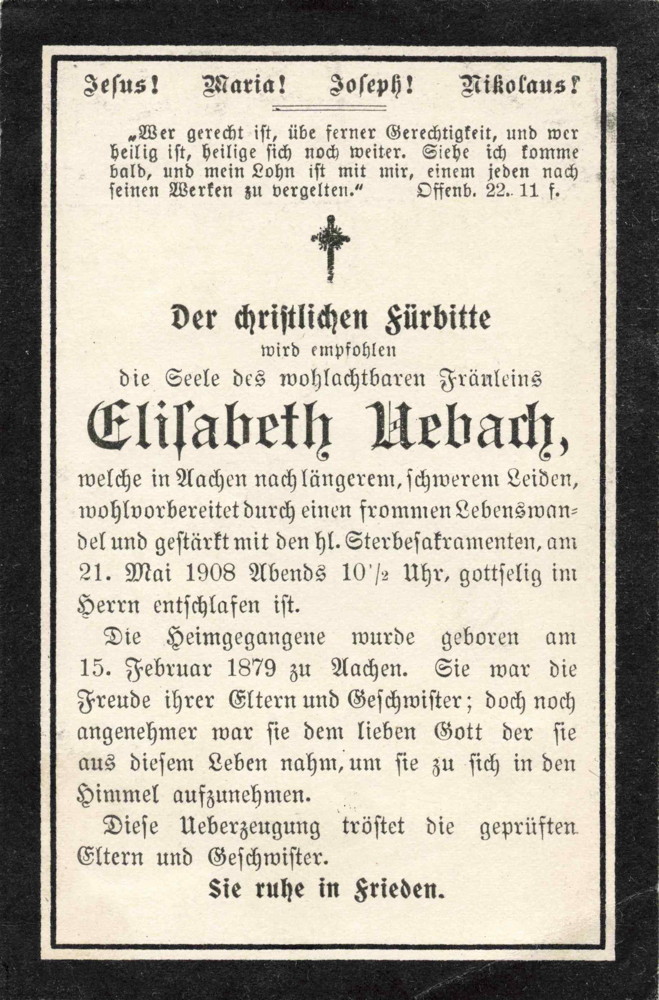 Jesus! Maria! Joseph! Nikolaus!
„Wer gerecht ist, übe ferner Gerechtigkeit, und wer
heilig ist, heilige sich noch weiter. Siehe ich komme
bald, und mein Lohn ist mit mir, einem jeden nach
seinen Werken zu vergelten.“ Offenb. 22. 11 f.
Der christlichen Fürbitte
wird empfohlen
die Seele des wohlachtbaren Fräuleins
Elisabeth Uebach,
welche in Aachen nach längerem, schwerem Leiden,
wohlvorbereitet durch einen frommen Lebenswan-
del und gestärkt mit den hl. Sterbesakramenten, am
21. Mai 1908 Abends 10 1/2 Uhr, gottselig im
Herrn entschlafen ist.
Die Heimgegangene wurde geboren am
15. Februar 1879 zu Aachen. Sie war die
Freude ihrer Eltern und Geschwister; doch noch
angenehmer war sie dem lieben Gott der sie
aus diesem Leben nahm, um sie zu sich in den
Himmel aufzunehmen.
Diese Ueberzeugung tröstet die geprüften
Eltern und Geschwister.
Sie ruhe in Frieden.